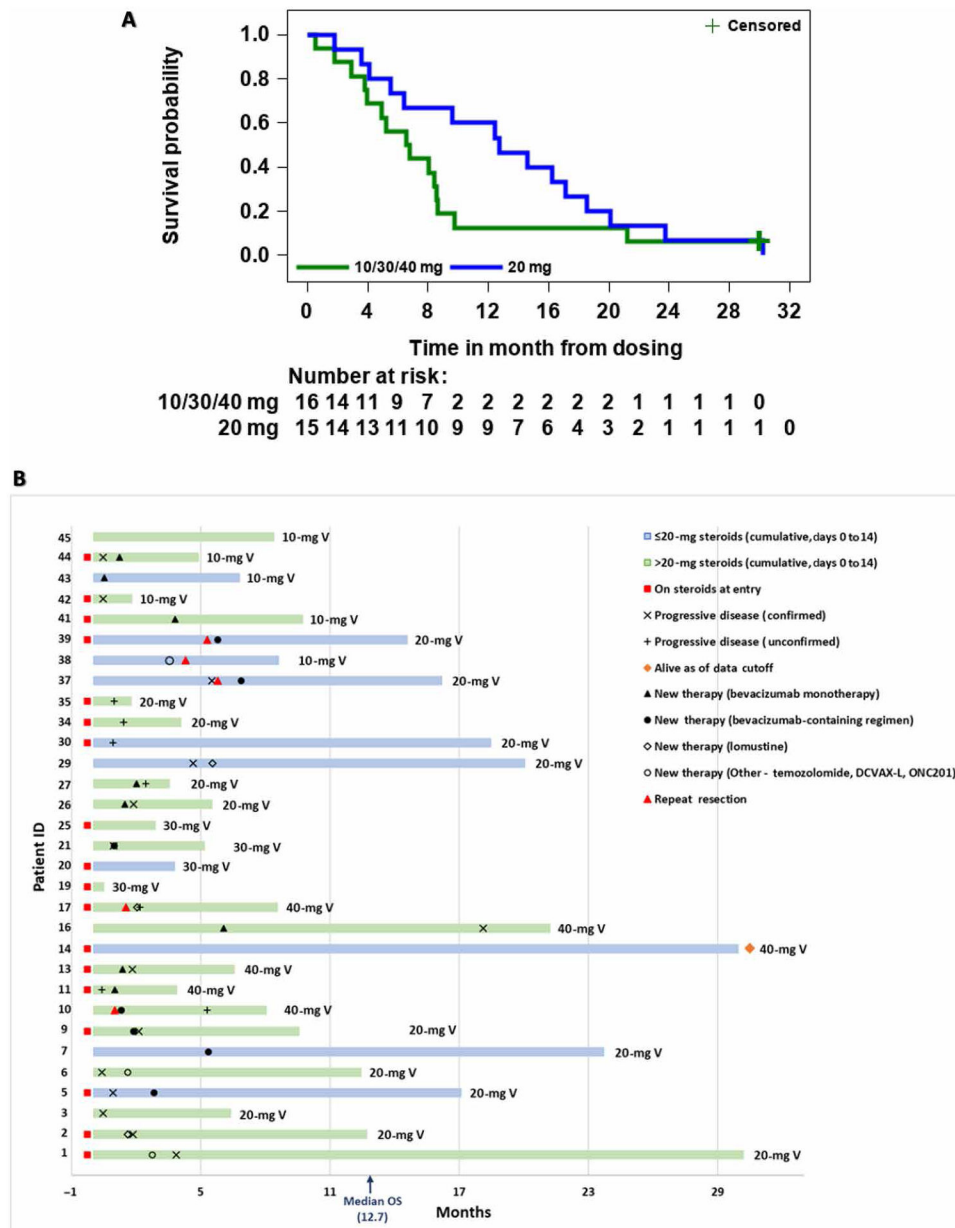 A
Censored
Survival probability
1.0
0.8
0.6
0.4
0.2
0.0
10/30/40 mg
20 mg
0 4 8 12 16 20 24 28 32
Time in month from dosing
Number at risk:
10/30/40 mg 16 14 11 9 7 2 2 2 2 2 2 1 1 1 1 0
20 mg 15 14 13 11 10 9 9 7 6 4 3 2 1 1 1 1 0
B
Patient ID
45 10-mg V
44 10-mg V
43 10-mg V
42 10-mg V
41 10-mg V
39 20-mg V
38 10-mg V
37 20-mg V
35 20-mg V
34 20-mg V
30 20-mg V
29 20-mg V
27 20-mg V
26 20-mg V
25 30-mg V
21 30-mg V
20 30-mg V
19 30-mg V
17 40-mg V
16 40-mg V
14 40-mg V
13 40-mg V
11 40-mg V
10 40-mg V
9 20-mg V
7 20-mg V
6 20-mg V
5 20-mg V
3 20-mg V
2 20-mg V
1 20-mg V
≤20-mg steroids (cumulative, days 0 to 14)
>20-mg steroids (cumulative, days 0 to 14)
On steroids at entry
Progressive disease (confirmed)
Progressive disease (unconfirmed)
Alive as of data cutoff
New therapy (bevacizumab monotherapy)
New therapy (bevacizumab-containing regimen)
New therapy (lomustine)
New therapy (Other - temozolomide, DCVAX-L, ONC201)
Repeat resection
–1 5 11 17 23 29
Median OS
(12.7)
Months